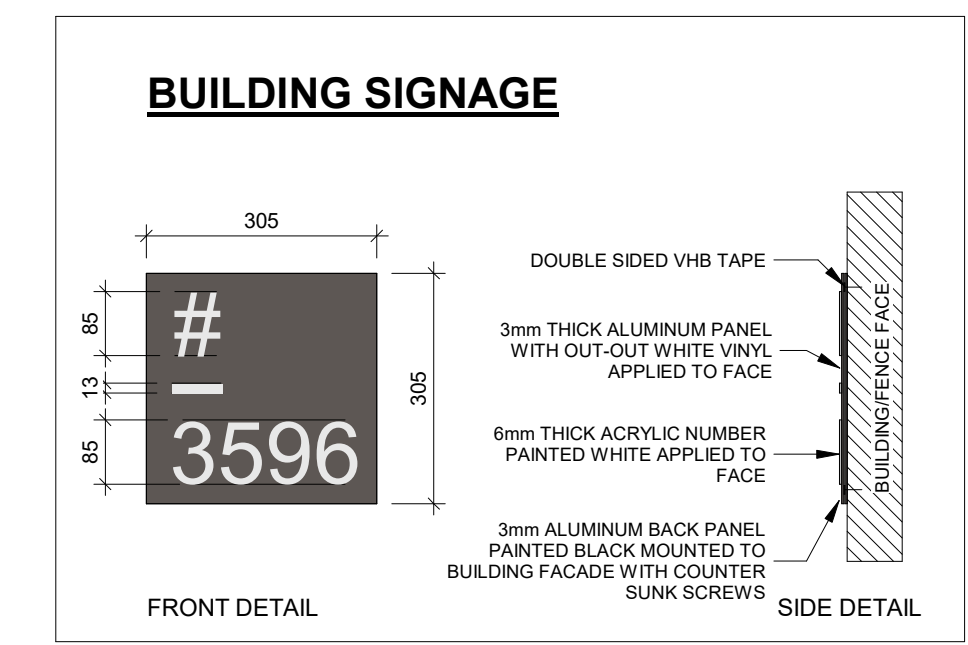 BUILDING SIGNAGE
305
85
13
85
305
#
3596
DOUBLE SIDED VHB TAPE
3mm THICK ALUMINUM PANEL
WITH OUT-OUT WHITE VINYL
APPLIED TO FACE
6mm THICK ACRYLIC NUMBER
PAINTED WHITE APPLIED TO
FACE
3mm ALUMINUM BACK PANEL
PAINTED BLACK MOUNTED TO
BUILDING FACADE WITH COUNTER
SUNK SCREWS
BUILDING/FENCE FACE
FRONT DETAIL
SIDE DETAIL